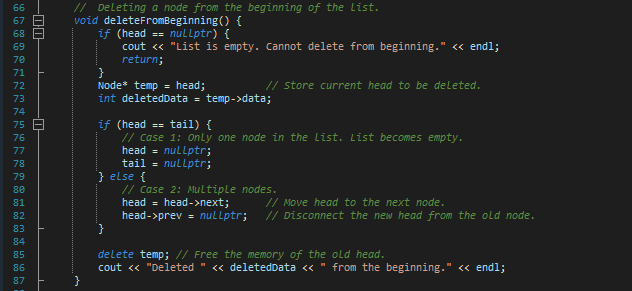 66 // Deleting a node from the beginning of the list.
67 void deleteFromBeginning() {
68 if (head == nullptr) {
69 cout << "List is empty. Cannot delete from beginning." << endl;
70 return;
71 }
72 Node* temp = head; // Store current head to be deleted.
73 int deletedData = temp->data;
74
75 if (head == tail) {
76 // Case 1: Only one node in the list. List becomes empty.
77 head = nullptr;
78 tail = nullptr;
79 } else {
80 // Case 2: Multiple nodes.
81 head = head->next; // Move head to the next node.
82 head->prev = nullptr; // Disconnect the new head from the old node.
83 }
84
85 delete temp; // Free the memory of the old head.
86 cout << "Deleted " << deletedData << " from the beginning." << endl;
87 }